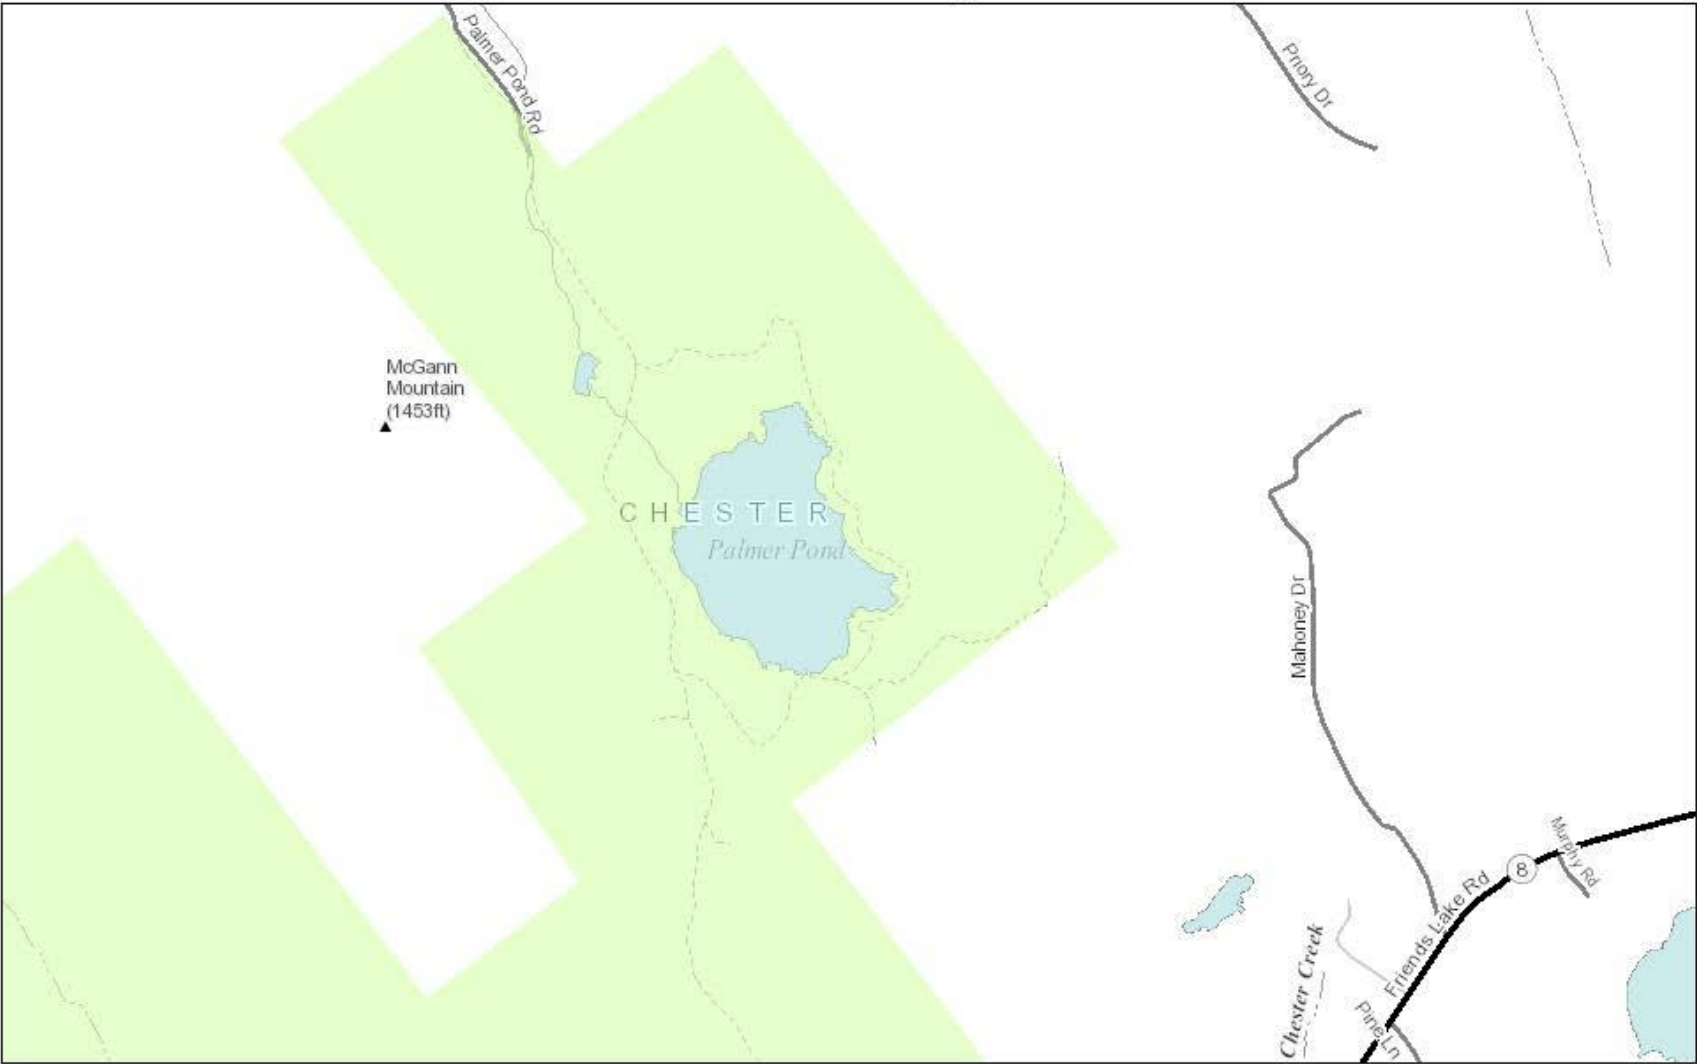 Palmer Pond Rd
Priory Dr
McGann
Mountain
(1453ft)
CHESTER
Palmer Pond
Mahoney Dr
Murphy Rd
8
Friends Lake Rd
Chester Creek
Pine Ln